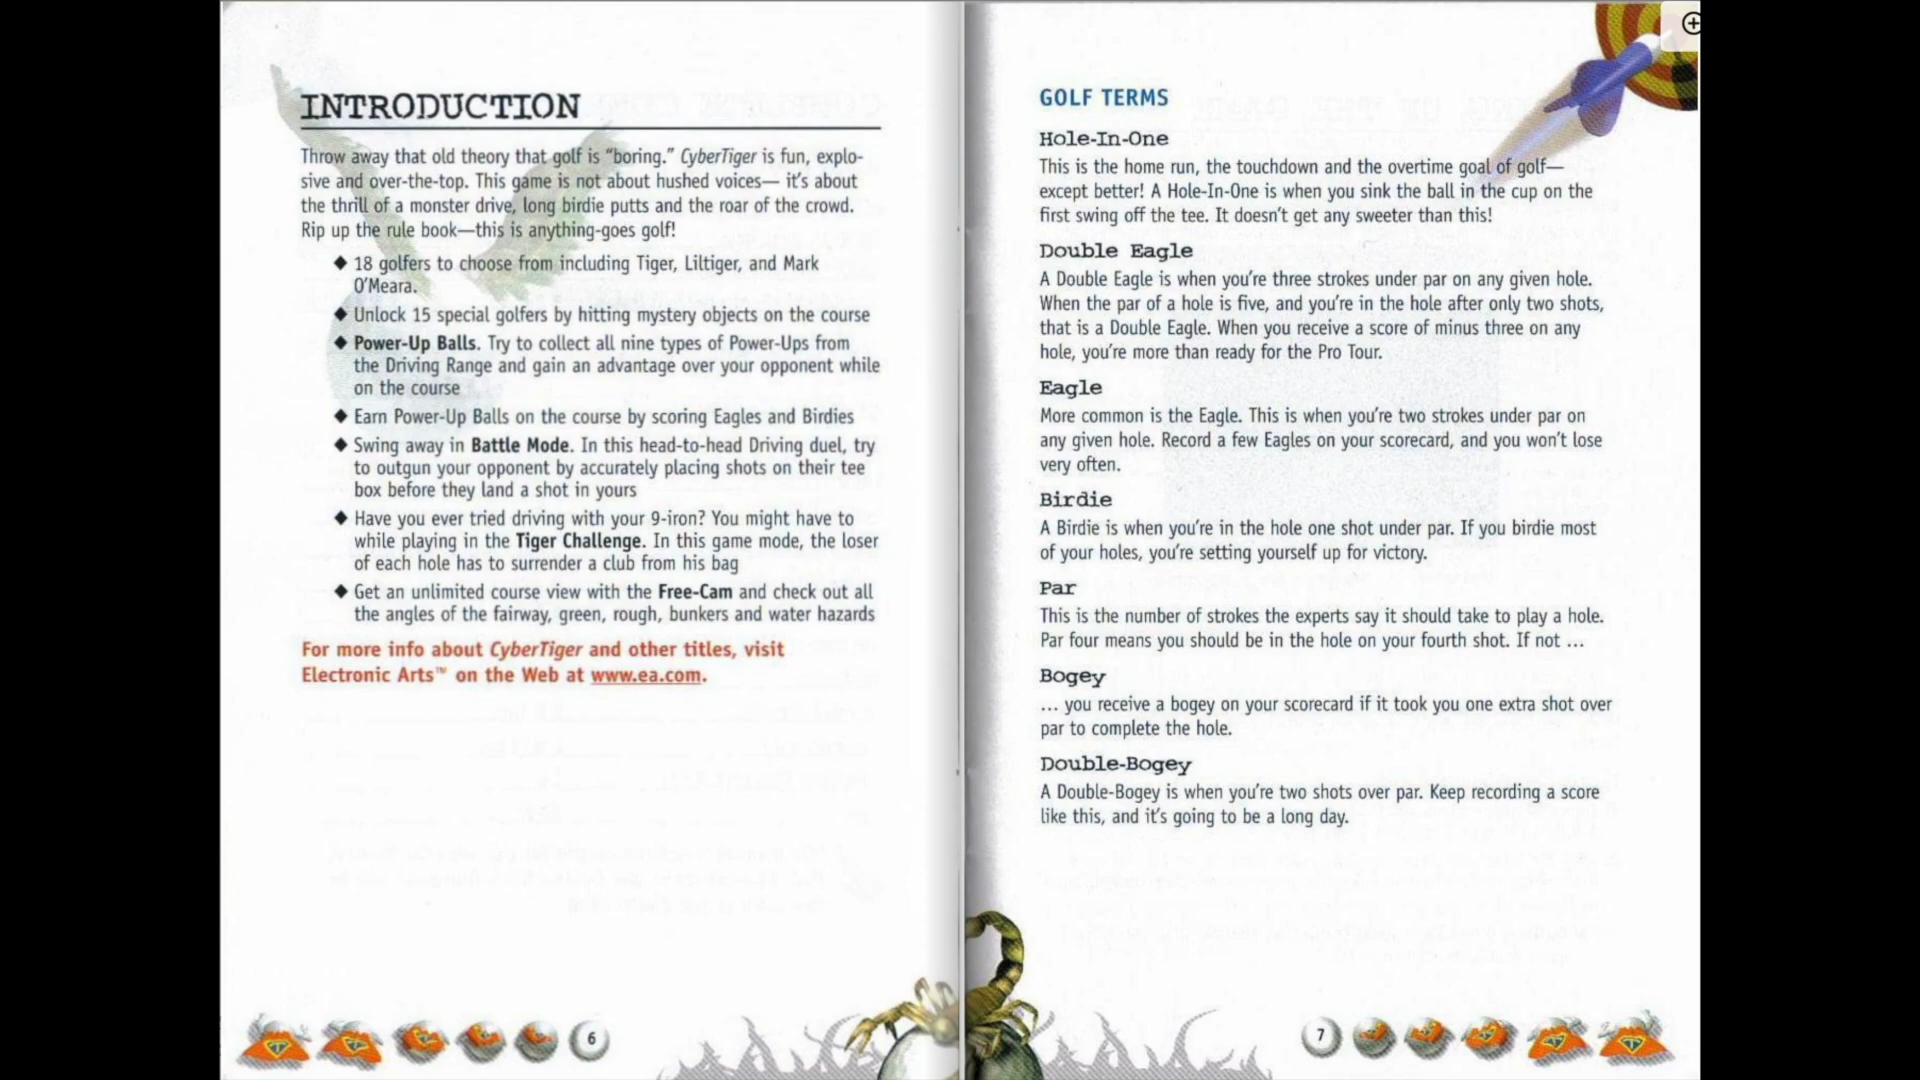 INTRODUCTION
Throw away that old theory that golf is “boring.” CyberTiger is fun, explo-
sive and over-the-top. This game is not about hushed voices— it’s about
the thrill of a monster drive, long birdie putts and the roar of the crowd.
Rip up the rule book—this is anything-goes golf!
◆ 18 golfers to choose from including Tiger, Liltiger, and Mark
O’Meara.
◆ Unlock 15 special golfers by hitting mystery objects on the course
◆ Power-Up Balls. Try to collect all nine types of Power-Ups from
the Driving Range and gain an advantage over your opponent while
on the course
◆ Earn Power-Up Balls on the course by scoring Eagles and Birdies
◆ Swing away in Battle Mode. In this head-to-head Driving duel, try
to outgun your opponent by accurately placing shots on their tee
box before they land a shot in yours
◆ Have you ever tried driving with your 9-iron? You might have to
while playing in the Tiger Challenge. In this game mode, the loser
of each hole has to surrender a club from his bag
◆ Get an unlimited course view with the Free-Cam and check out all
the angles of the fairway, green, rough, bunkers and water hazards
For more info about CyberTiger and other titles, visit
Electronic Arts™ on the Web at www.ea.com.
6
GOLF TERMS
Hole-In-One
This is the home run, the touchdown and the overtime goal of golf—
except better! A Hole-In-One is when you sink the ball in the cup on the
first swing off the tee. It doesn’t get any sweeter than this!
Double Eagle
A Double Eagle is when you’re three strokes under par on any given hole.
When the par of a hole is five, and you’re in the hole after only two shots,
that is a Double Eagle. When you receive a score of minus three on any
hole, you’re more than ready for the Pro Tour.
Eagle
More common is the Eagle. This is when you’re two strokes under par on
any given hole. Record a few Eagles on your scorecard, and you won’t lose
very often.
Birdie
A Birdie is when you’re in the hole one shot under par. If you birdie most
of your holes, you’re setting yourself up for victory.
Par
This is the number of strokes the experts say it should take to play a hole.
Par four means you should be in the hole on your fourth shot. If not ...
Bogey
... you receive a bogey on your scorecard if it took you one extra shot over
par to complete the hole.
Double-Bogey
A Double-Bogey is when you’re two shots over par. Keep recording a score
like this, and it’s going to be a long day.
7